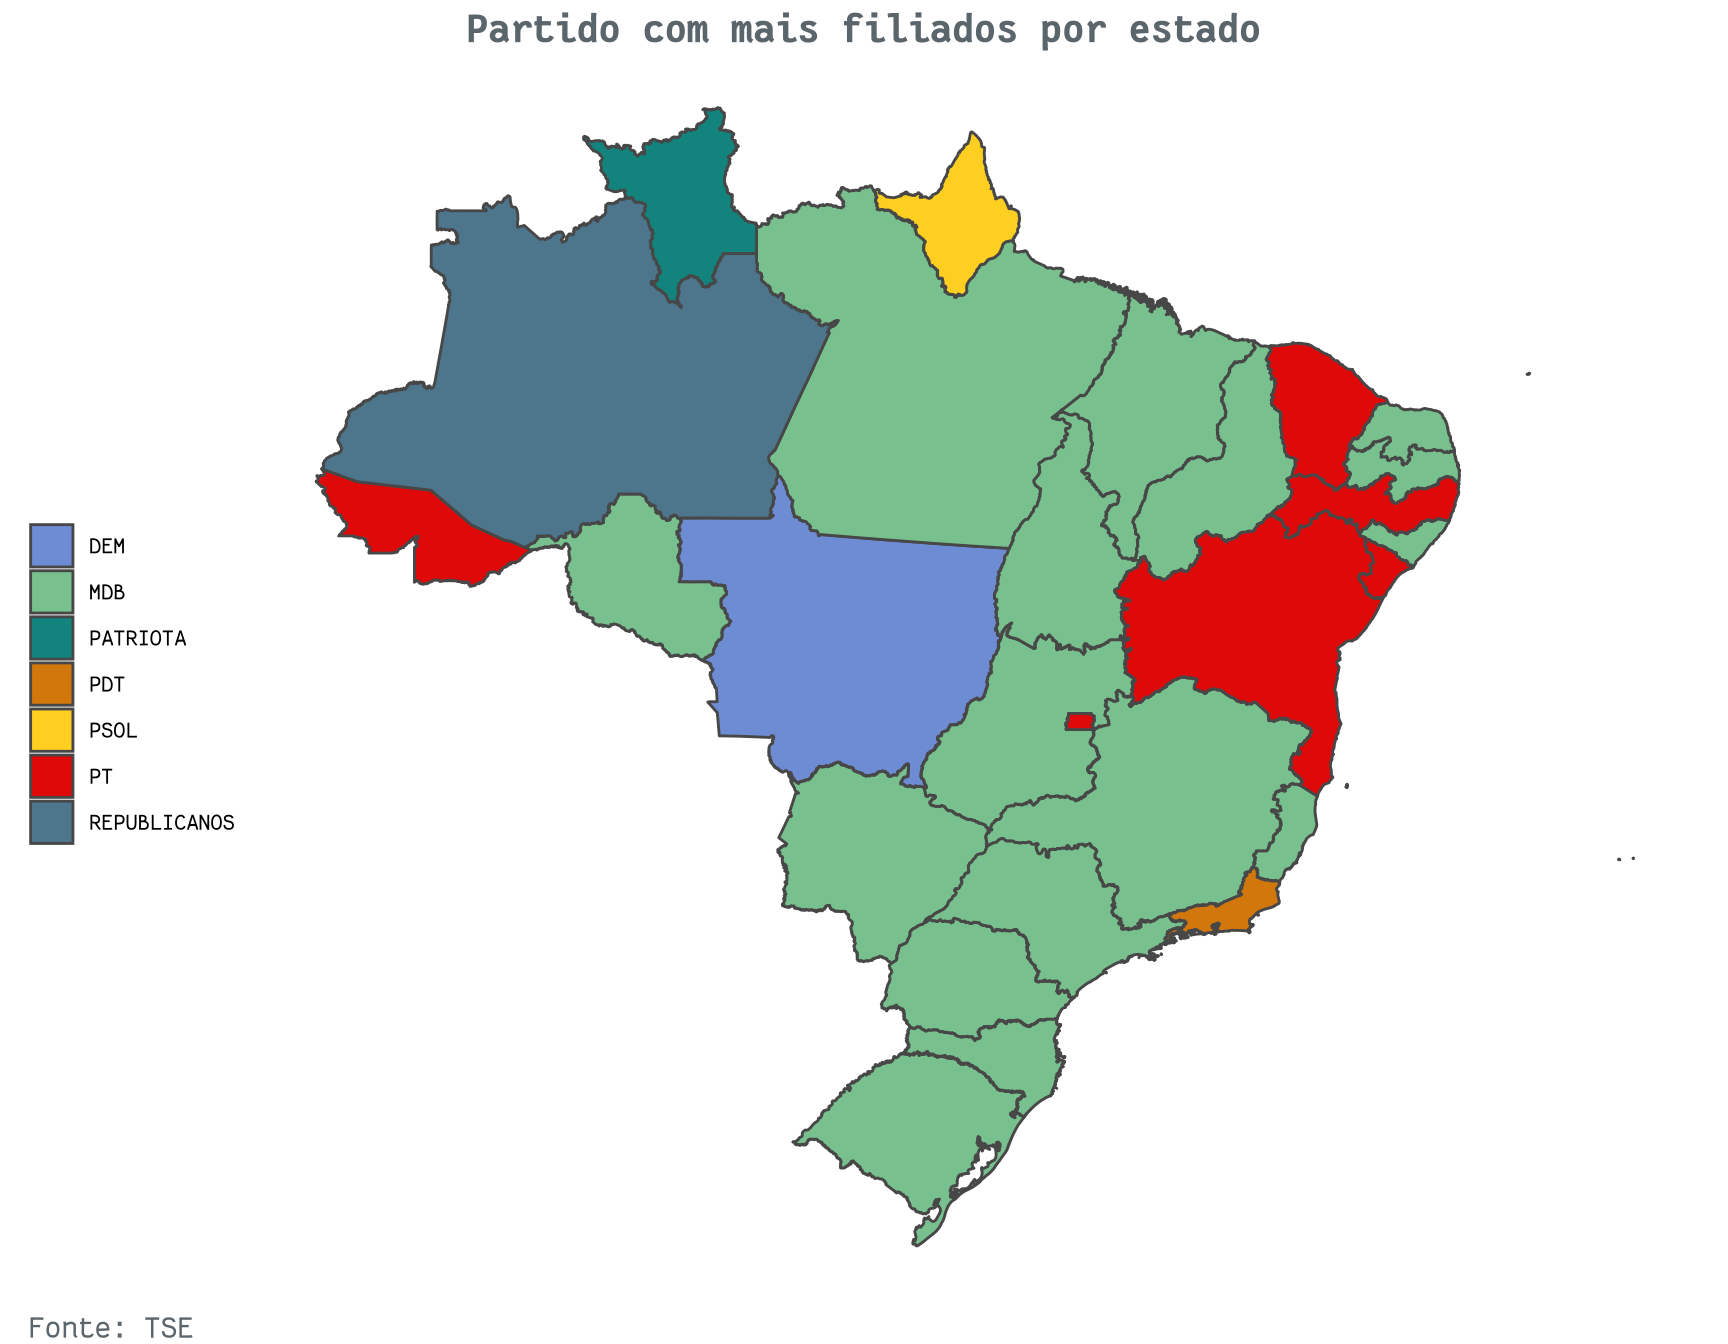 Partido com mais filiados por estado
DEM
MDB
PATRIOTA
PDT
PSOL
PT
REPUBLICANOS
Fonte: TSE